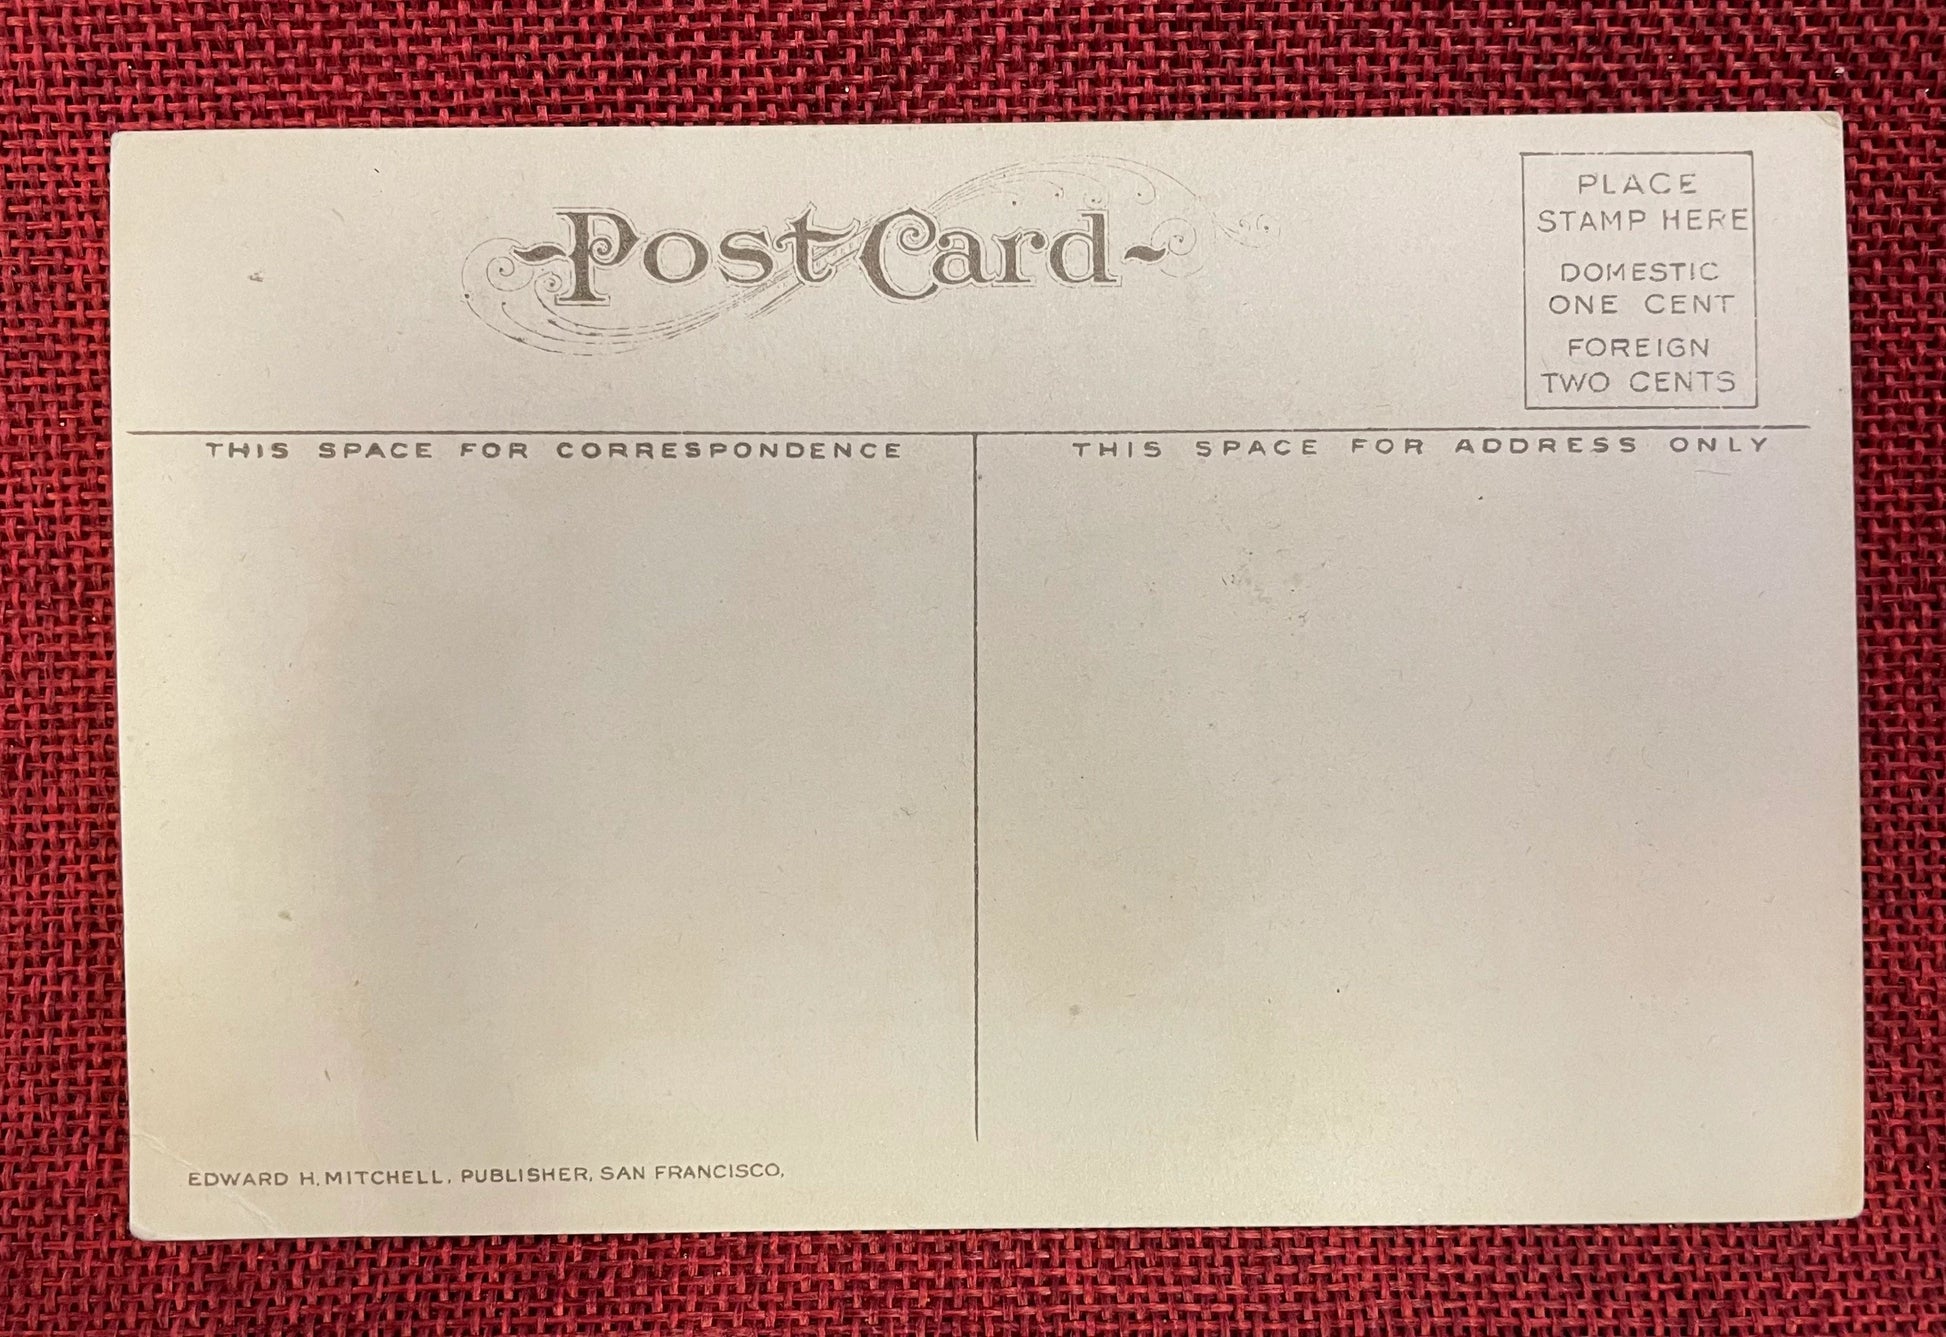 ~Post Card~
PLACE
STAMP HERE
DOMESTIC
ONE CENT
FOREIGN
TWO CENTS
THIS SPACE FOR CORRESPONDENCE
THIS SPACE FOR ADDRESS ONLY
EDWARD H. MITCHELL, PUBLISHER, SAN FRANCISCO,